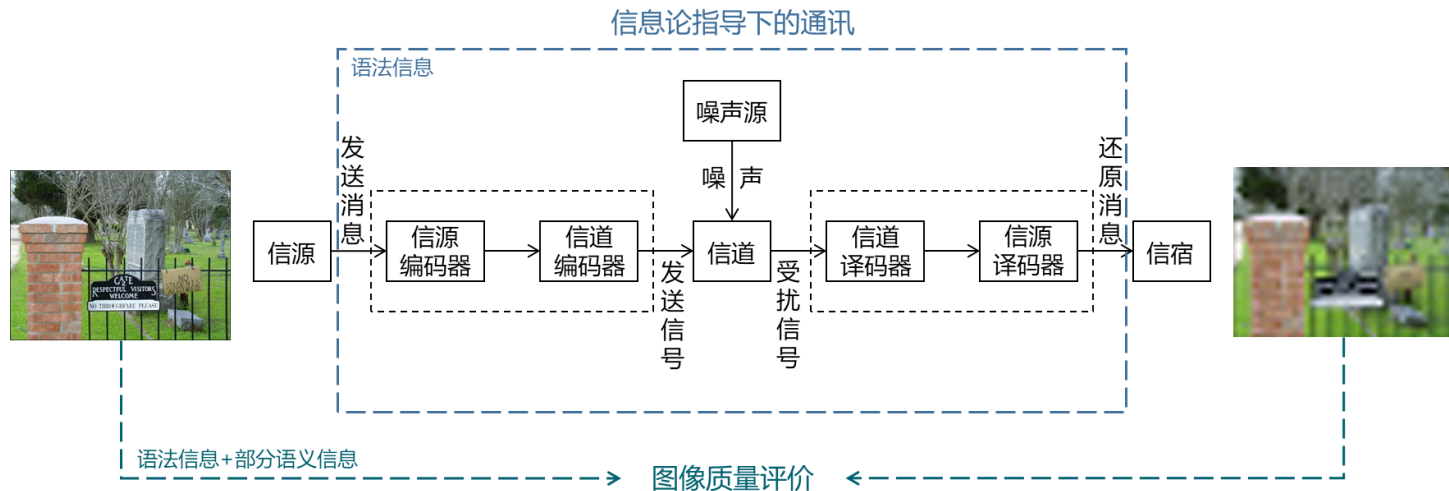 信息论指导下的通讯
语法信息
噪声源
噪声
发送消息
还原消息
信源
信源
编码器
信道
编码器
发送信号
信道
受扰信号
信道
译码器
信源
译码器
信宿
RESPECTFUL VISITORS
WELCOME
NO THROUGHFARE PLEASE
NO
语法信息+部分语义信息
图像质量评价